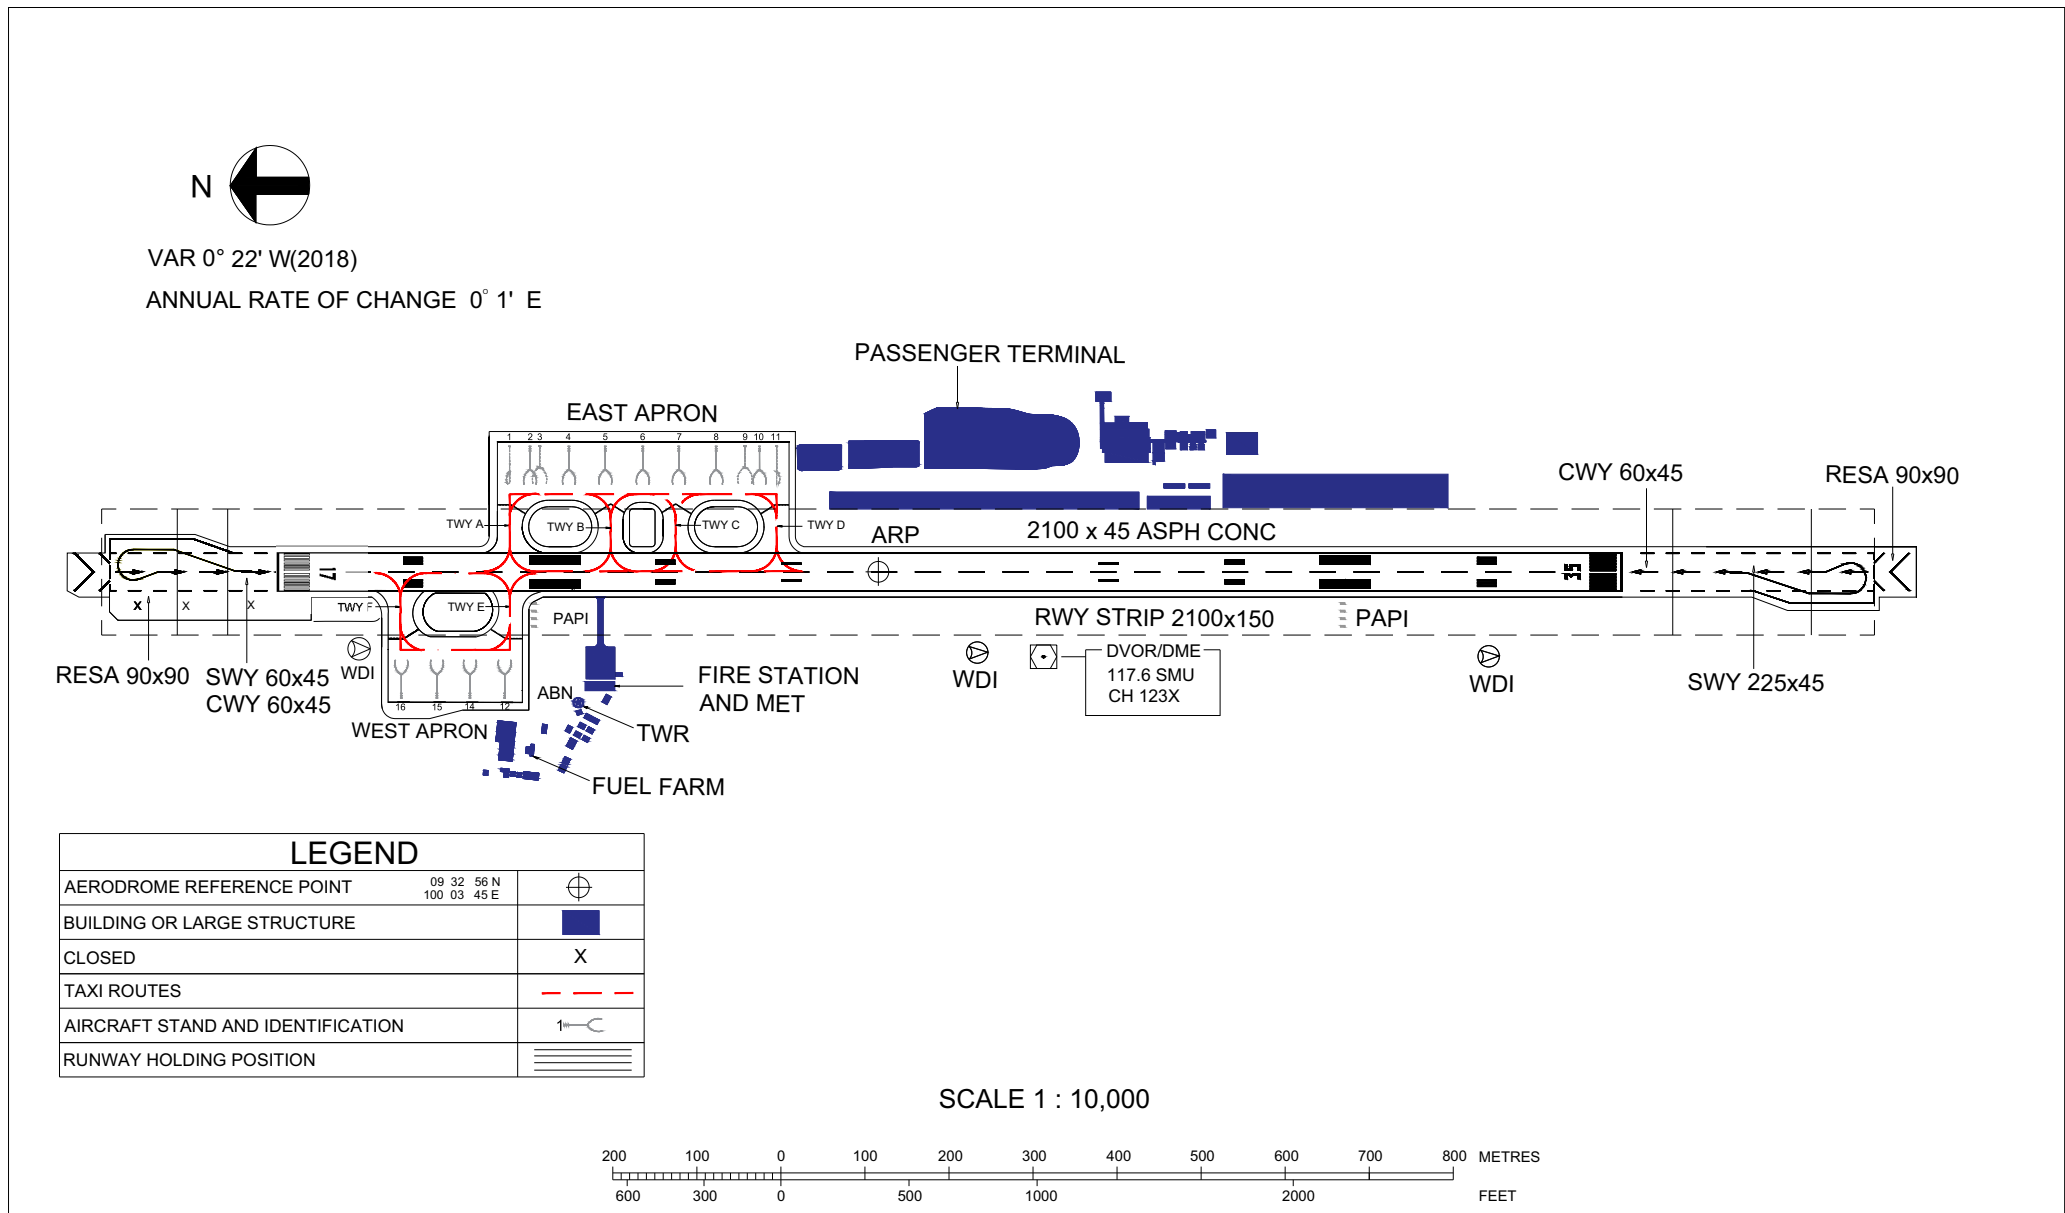 N
VAR 0° 22' W(2018)
ANNUAL RATE OF CHANGE 0° 1' E
PASSENGER TERMINAL
EAST APRON
1 2 3 4 5 6 7 8 9 10 11
CWY 60x45
RESA 90x90
TWY A
TWY B
TWY C
TWY D
ARP
2100 x 45 ASPH CONC
17
35
X X X
TWY F
TWY E
PAPI
RWY STRIP 2100x150
PAPI
RESA 90x90
SWY 60x45
CWY 60x45
WDI
WDI
DVOR/DME
117.6 SMU
CH 123X
WDI
SWY 225x45
FIRE STATION
AND MET
ABN
16 15 14 12
WEST APRON
TWR
FUEL FARM
LEGEND
AERODROME REFERENCE POINT 09 32 56 N
100 03 45 E
BUILDING OR LARGE STRUCTURE
CLOSED X
TAXI ROUTES
AIRCRAFT STAND AND IDENTIFICATION 1
RUNWAY HOLDING POSITION
SCALE 1 : 10,000
200 100 0 100 200 300 400 500 600 700 800 METRES
600 300 0 500 1000 2000 FEET